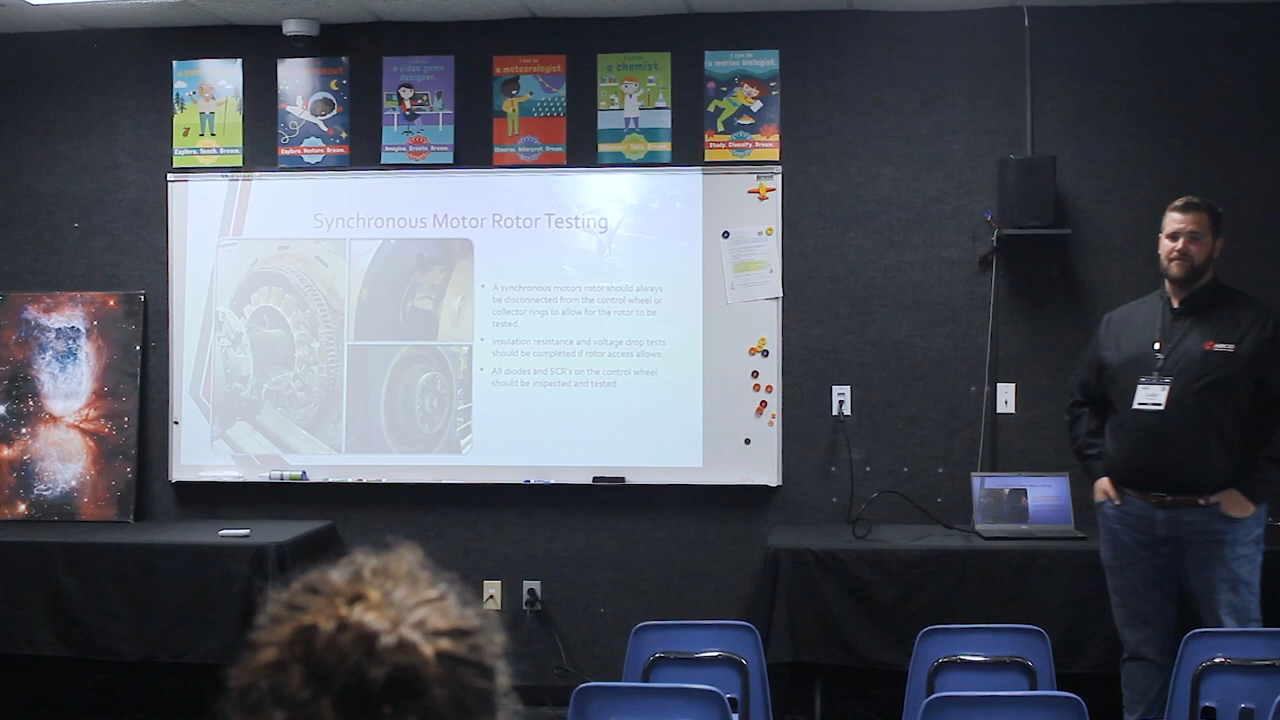 I can be
a video game
designer.
Imagine, Create, Dream.
I can be
a meteorologist.
Observe, Interpret, Dream.
I can be
a chemist.
I can be
a marine biologist.
Study, Classify, Dream.
Explore, Teach, Dream.
Explore, Venture, Dream.
Synchronous Motor Rotor Testing
A synchronous motors rotor should always
be disconnected from the control wheel or
collector rings to allow for the rotor to be
tested.
Insulation resistance and voltage drop tests
should be completed if rotor access allows.
All diodes and SCR's on the control wheel
should be inspected and tested.